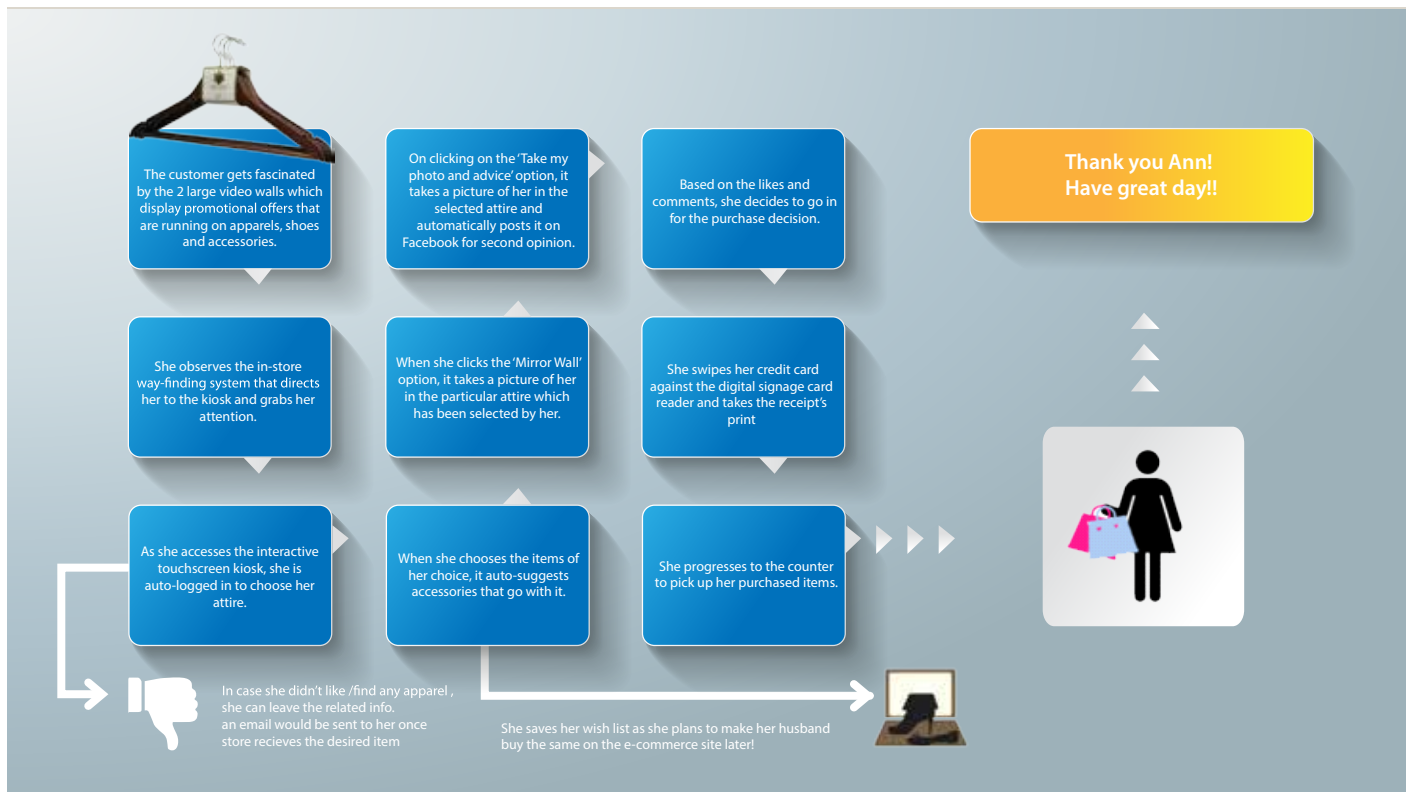 The customer gets fascinated
by the 2 large video walls which
display promotional offers that
are running on apparels, shoes
and accessories.
She observes the in-store
way-finding system that directs
her to the kiosk and grabs her
attention.
As she accesses the interactive
touchscreen kiosk, she is
auto-logged in to choose her
attire.
In case she didn't like /find any apparel ,
she can leave the related info.
an email would be sent to her once
store recieves the desired item
When she chooses the items of
her choice, it auto-suggests
accessories that go with it.
She saves her wish list as she plans to make her husband
buy the same on the e-commerce site later!
When she clicks the ‘Mirror Wall’
option, it takes a picture of her
in the particular attire which
has been selected by her.
On clicking on the ‘Take my
photo and advice’ option, it
takes a picture of her in the
selected attire and
automatically posts it on
Facebook for second opinion.
Based on the likes and
comments, she decides to go in
for the purchase decision.
She swipes her credit card
against the digital signage card
reader and takes the receipt's
print
She progresses to the counter
to pick up her purchased items.
Thank you Ann!
Have great day!!